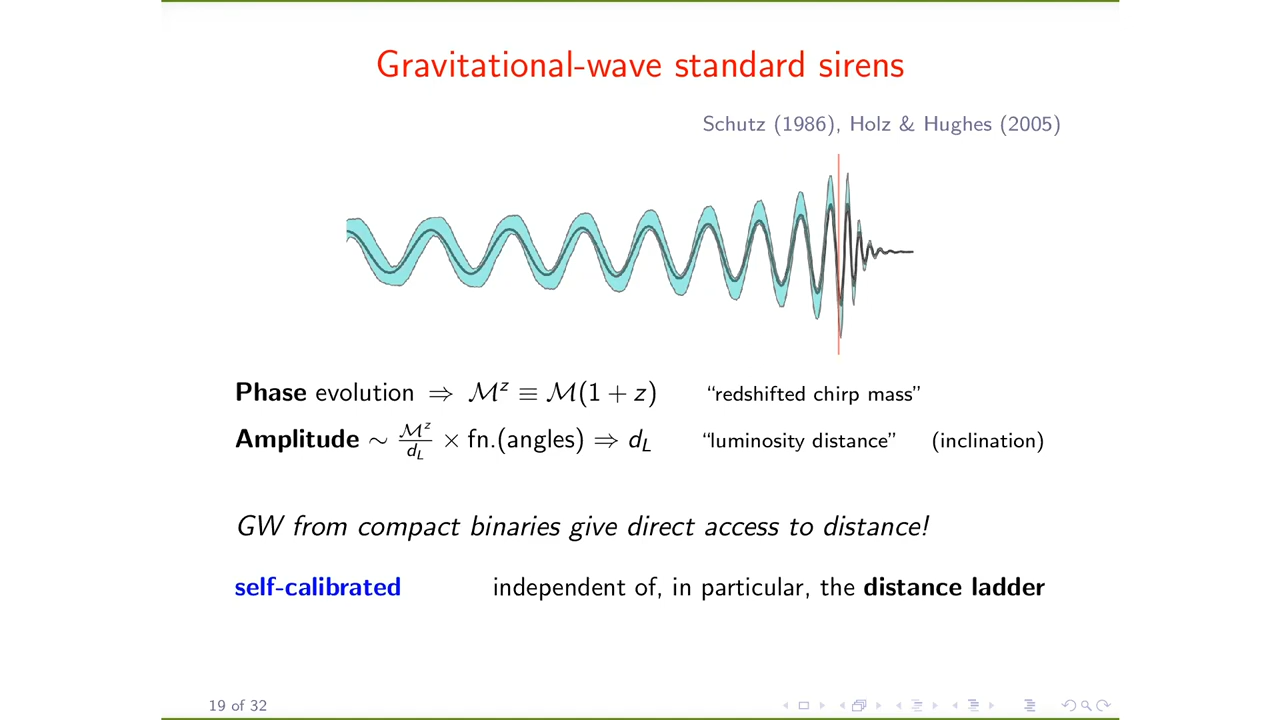 Gravitational-wave standard sirens
Schutz (1986), Holz & Hughes (2005)
Phase evolution ⇒ ℳᶻ ≡ ℳ(1 + z) “redshifted chirp mass”
Amplitude ∼ ℳᶻ/d_L × fn.(angles) ⇒ d_L “luminosity distance” (inclination)
GW from compact binaries give direct access to distance!
self-calibrated independent of, in particular, the distance ladder
19 of 32